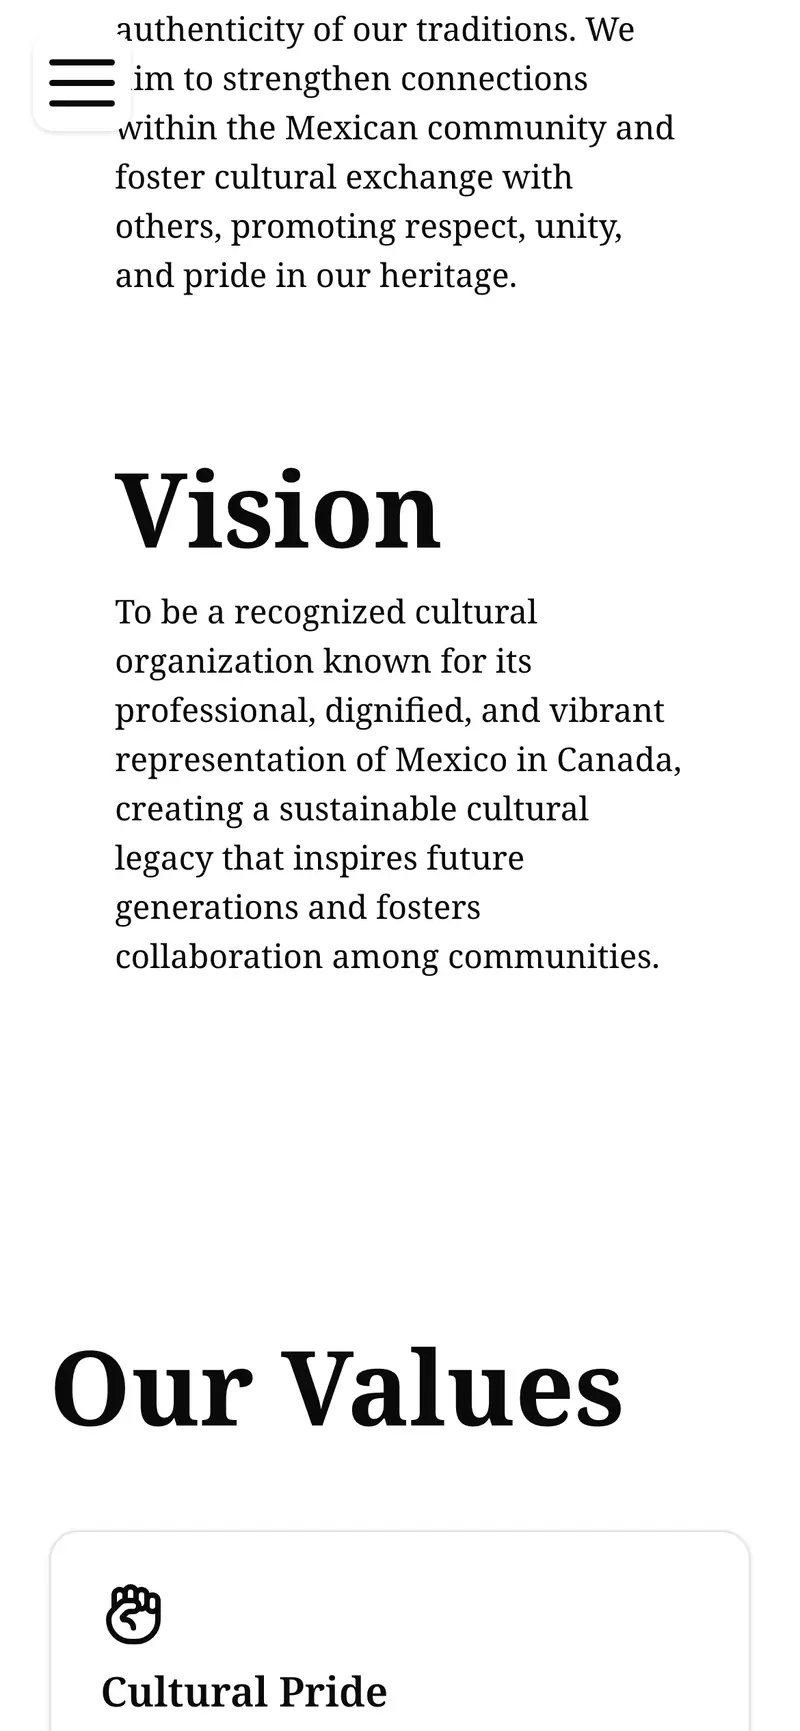 authenticity of our traditions. We
aim to strengthen connections
within the Mexican community and
foster cultural exchange with
others, promoting respect, unity,
and pride in our heritage.
Vision
To be a recognized cultural
organization known for its
professional, dignified, and vibrant
representation of Mexico in Canada,
creating a sustainable cultural
legacy that inspires future
generations and fosters
collaboration among communities.
Our Values
Cultural Pride